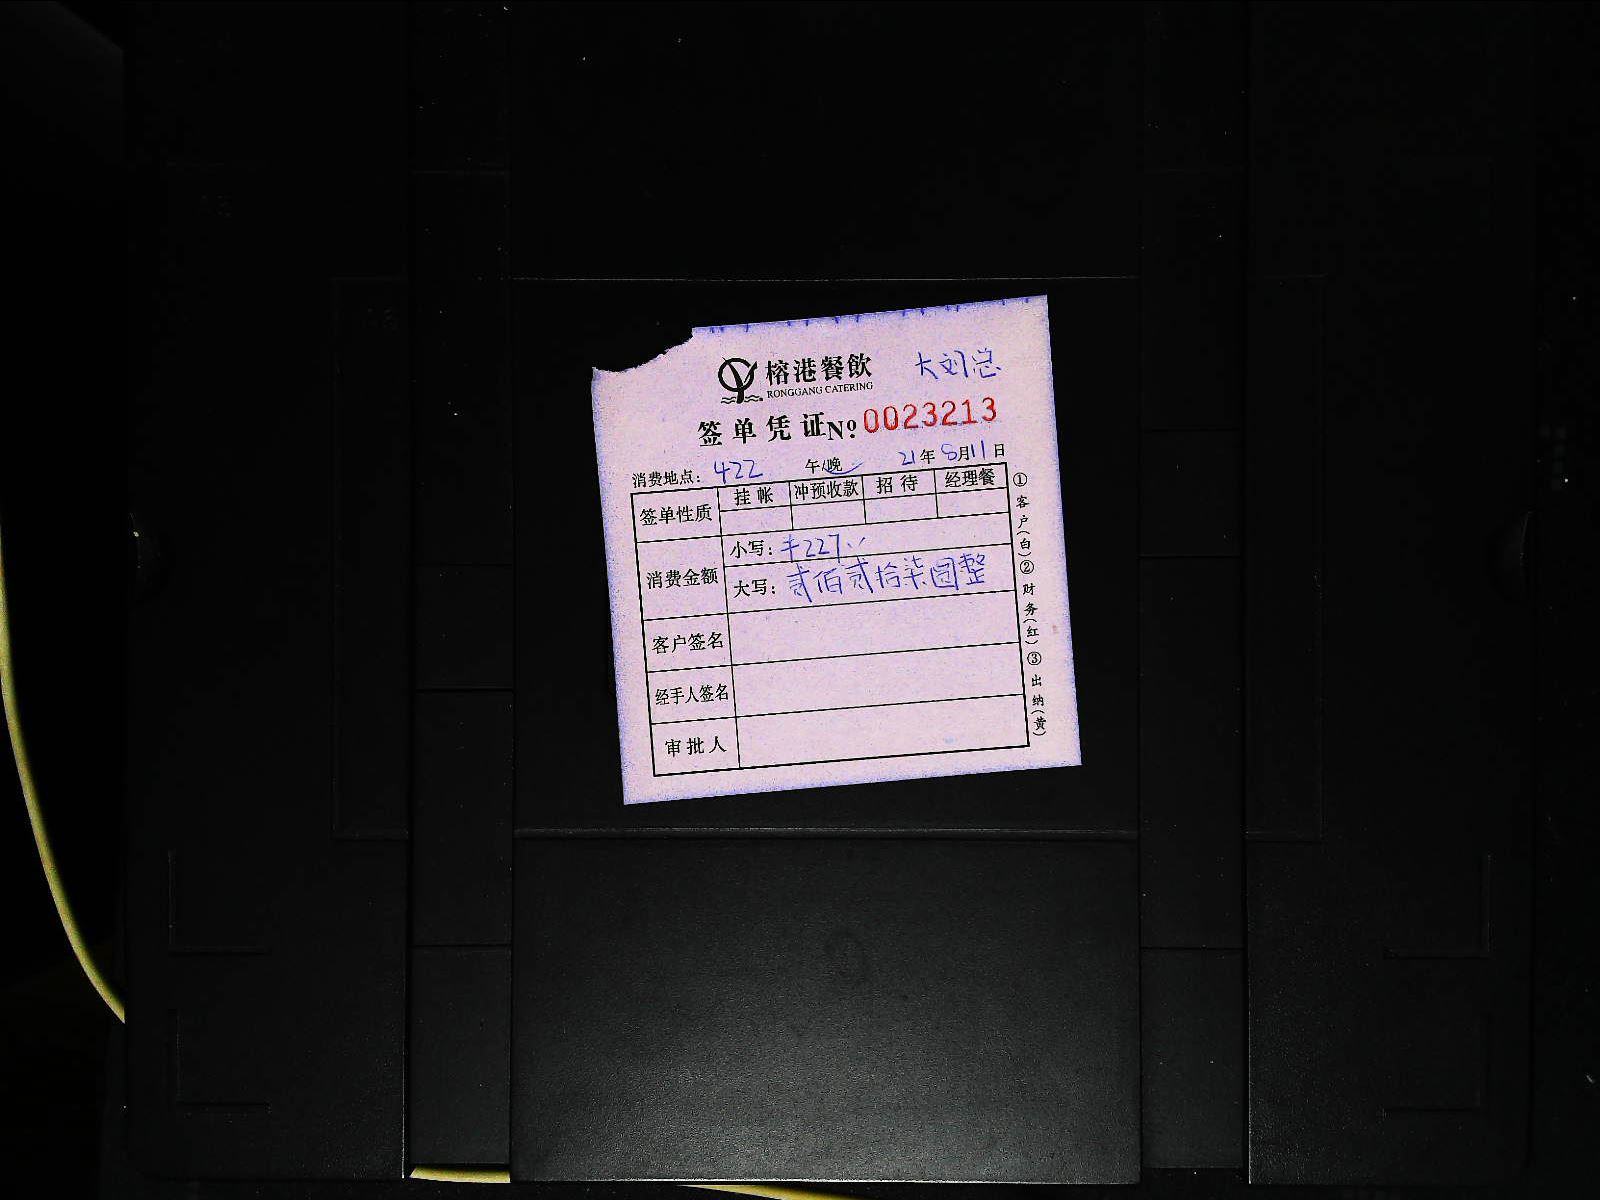 榕港餐飲 大刘总
RONGGANG CATERING
签单凭证 No: 0023213
消费地点: 422 午/晚 21年8月11日
签单性质 挂帐 冲预收款 招待 经理餐
消费金额 小写: ¥227..
大写: 贰佰贰拾柒圆整
客户签名
经手人签名
审批人
①客户(白)②财务(红)③出纳(黄)